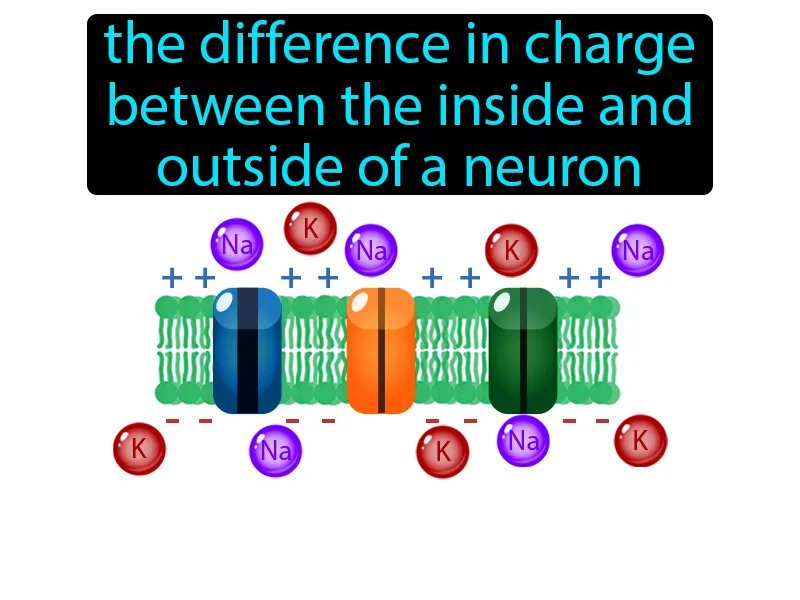 the difference in charge
between the inside and
outside of a neuron
Na K Na K Na
+ + + + + + + +
- - - - - - - -
K Na K Na K